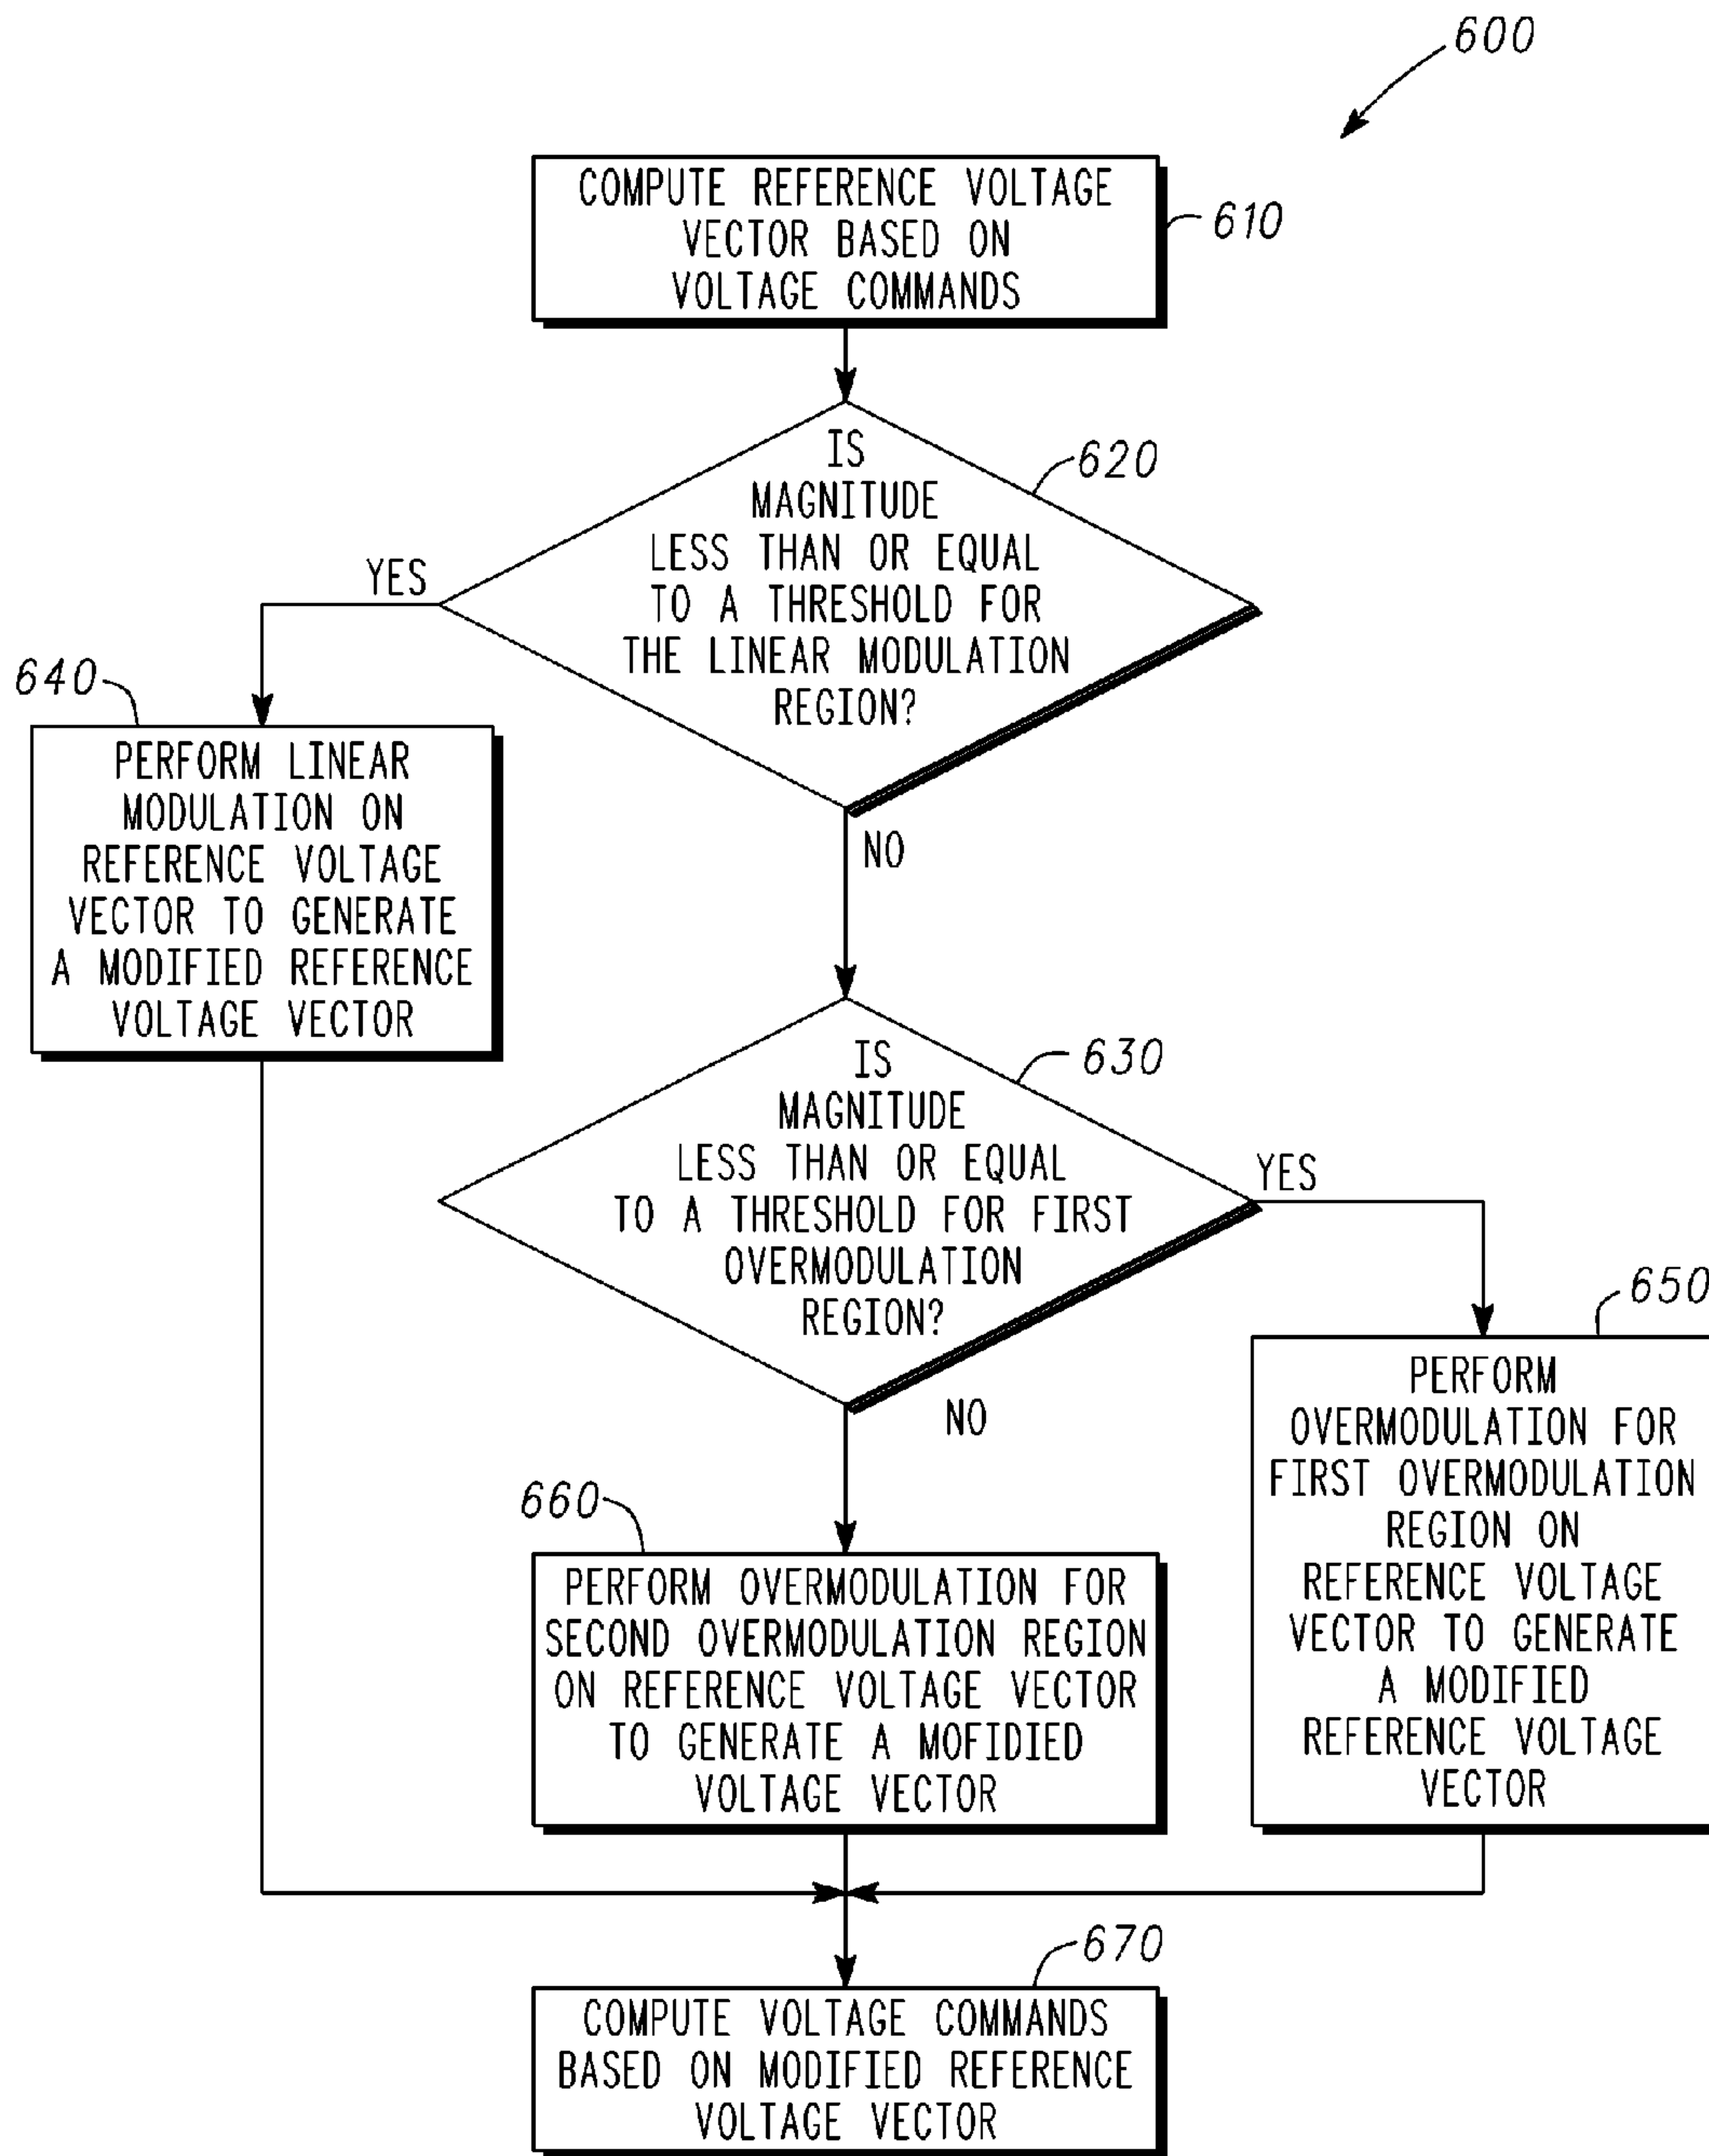 600
COMPUTE REFERENCE VOLTAGE
VECTOR BASED ON
VOLTAGE COMMANDS
610
IS
MAGNITUDE
LESS THAN OR EQUAL
TO A THRESHOLD FOR
THE LINEAR MODULATION
REGION?
620
YES
NO
640
PERFORM LINEAR
MODULATION ON
REFERENCE VOLTAGE
VECTOR TO GENERATE
A MODIFIED REFERENCE
VOLTAGE VECTOR
IS
MAGNITUDE
LESS THAN OR EQUAL
TO A THRESHOLD FOR FIRST
OVERMODULATION
REGION?
630
YES
NO
650
PERFORM
OVERMODULATION FOR
FIRST OVERMODULATION
REGION ON
REFERENCE VOLTAGE
VECTOR TO GENERATE
A MODIFIED
REFERENCE VOLTAGE
VECTOR
660
PERFORM OVERMODULATION FOR
SECOND OVERMODULATION REGION
ON REFERENCE VOLTAGE VECTOR
TO GENERATE A MOFIDIED
VOLTAGE VECTOR
670
COMPUTE VOLTAGE COMMANDS
BASED ON MODIFIED REFERENCE
VOLTAGE VECTOR